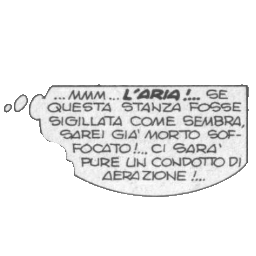 ...MMM... L'ARIA!... SE
QUESTA STANZA FOSSE
SIGILLATA COME SEMBRA,
SAREI GIA' MORTO SOF-
FOCATO!... CI SARA'
PURE UN CONDOTTO DI
AERAZIONE!...